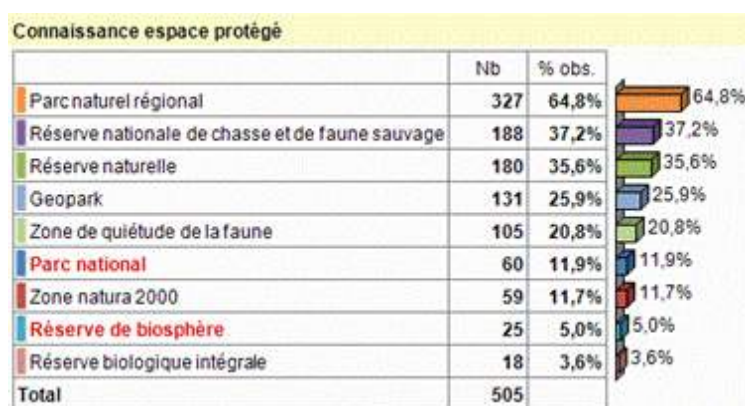 Connaissance espace protégé
Nb % obs.
Parc naturel régional 327 64,8% 64,8%
Réserve nationale de chasse et de faune sauvage 188 37,2% 37,2%
Réserve naturelle 180 35,6% 35,6%
Geopark 131 25,9% 25,9%
Zone de quiétude de la faune 105 20,8% 20,8%
Parc national 60 11,9% 11,9%
Zone natura 2000 59 11,7% 11,7%
Réserve de biosphère 25 5,0% 5,0%
Réserve biologique intégrale 18 3,6% 3,6%
Total 505